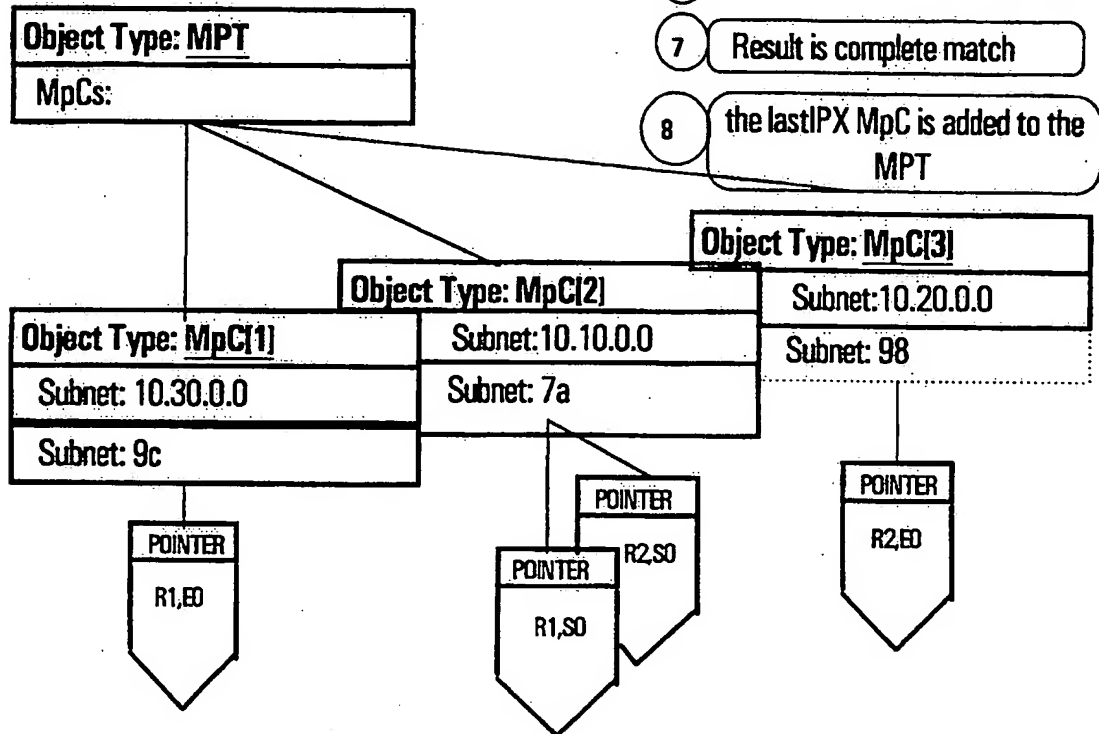 Object Type: MPT
MpCs:
7
Result is complete match
8
the lastIPX MpC is added to the
MPT
Object Type: MpC[3]
Subnet:10.20.0.0
Subnet: 98
Object Type: MpC[2]
Subnet:10.10.0.0
Subnet: 7a
Object Type: MpC[1]
Subnet: 10.30.0.0
Subnet: 9c
POINTER
R1,E0
POINTER
R1,S0
POINTER
R2,S0
POINTER
R2,E0